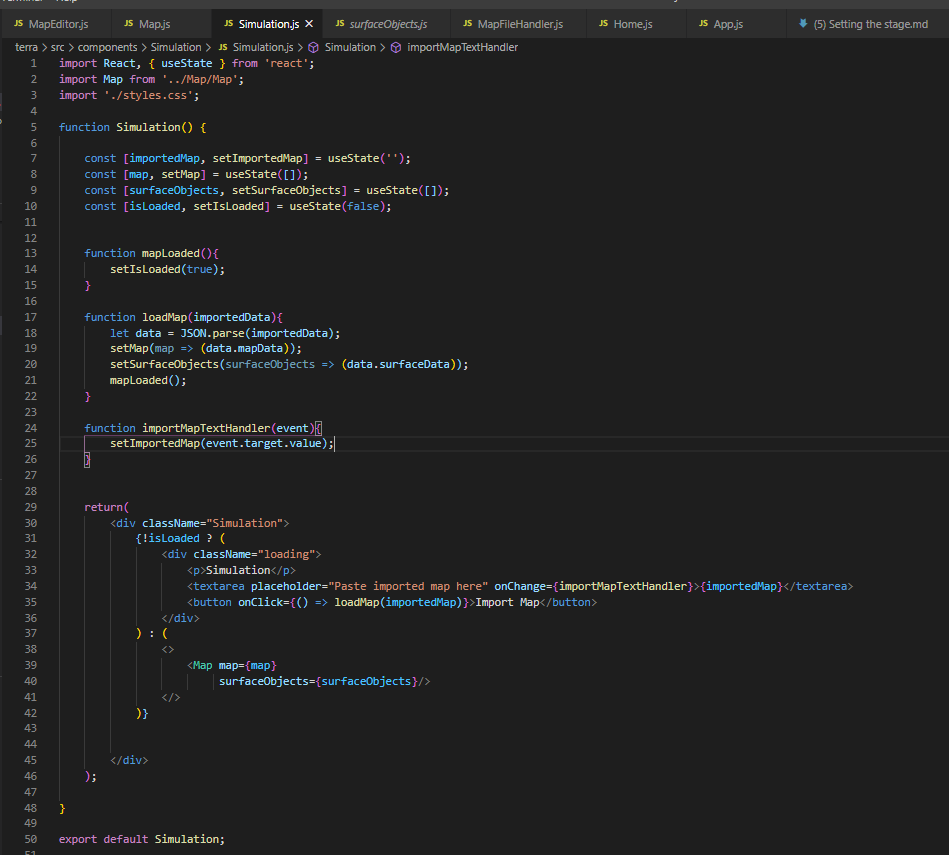 MapEditor.js Map.js Simulation.js surfaceObjects.js MapFileHandler.js Home.js App.js (5) Setting the stage.md
terra > src > components > Simulation > JS Simulation.js > Simulation > importMapTextHandler
1 import React, { useState } from 'react';
2 import Map from '../Map/Map';
3 import './styles.css';
4
5 function Simulation() {
6
7 const [importedMap, setImportedMap] = useState('');
8 const [map, setMap] = useState([]);
9 const [surfaceObjects, setSurfaceObjects] = useState([]);
10 const [isLoaded, setIsLoaded] = useState(false);
11
12
13 function mapLoaded(){
14 setIsLoaded(true);
15 }
16
17 function loadMap(importedData){
18 let data = JSON.parse(importedData);
19 setMap(map => (data.mapData));
20 setSurfaceObjects(surfaceObjects => (data.surfaceData));
21 mapLoaded();
22 }
23
24 function importMapTextHandler(event){
25 setImportedMap(event.target.value);
26 }
27
28
29 return(
30 <div className="Simulation">
31 {!isLoaded ? (
32 <div className="loading">
33 <p>Simulation</p>
34 <textarea placeholder="Paste imported map here" onChange={importMapTextHandler}>{importedMap}</textarea>
35 <button onClick={() => loadMap(importedMap)}>Import Map</button>
36 </div>
37 ) : (
38 <>
39 <Map map={map}
40 surfaceObjects={surfaceObjects}/>
41 </>
42 )}
43
44
45 </div>
46 );
47
48 }
49
50 export default Simulation;
51